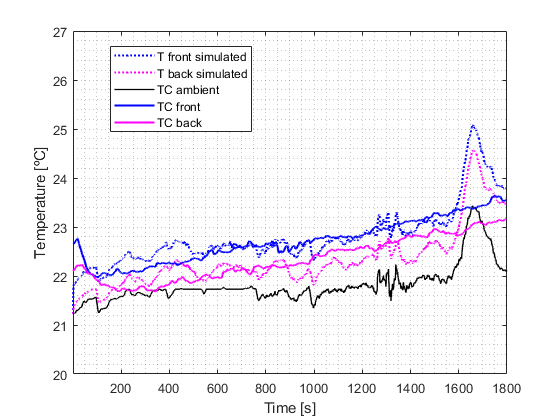 27
26
25
24
23
22
21
20
Temperature [°C]
T front simulated
T back simulated
TC ambient
TC front
TC back
200 400 600 800 1000 1200 1400 1600 1800
Time [s]